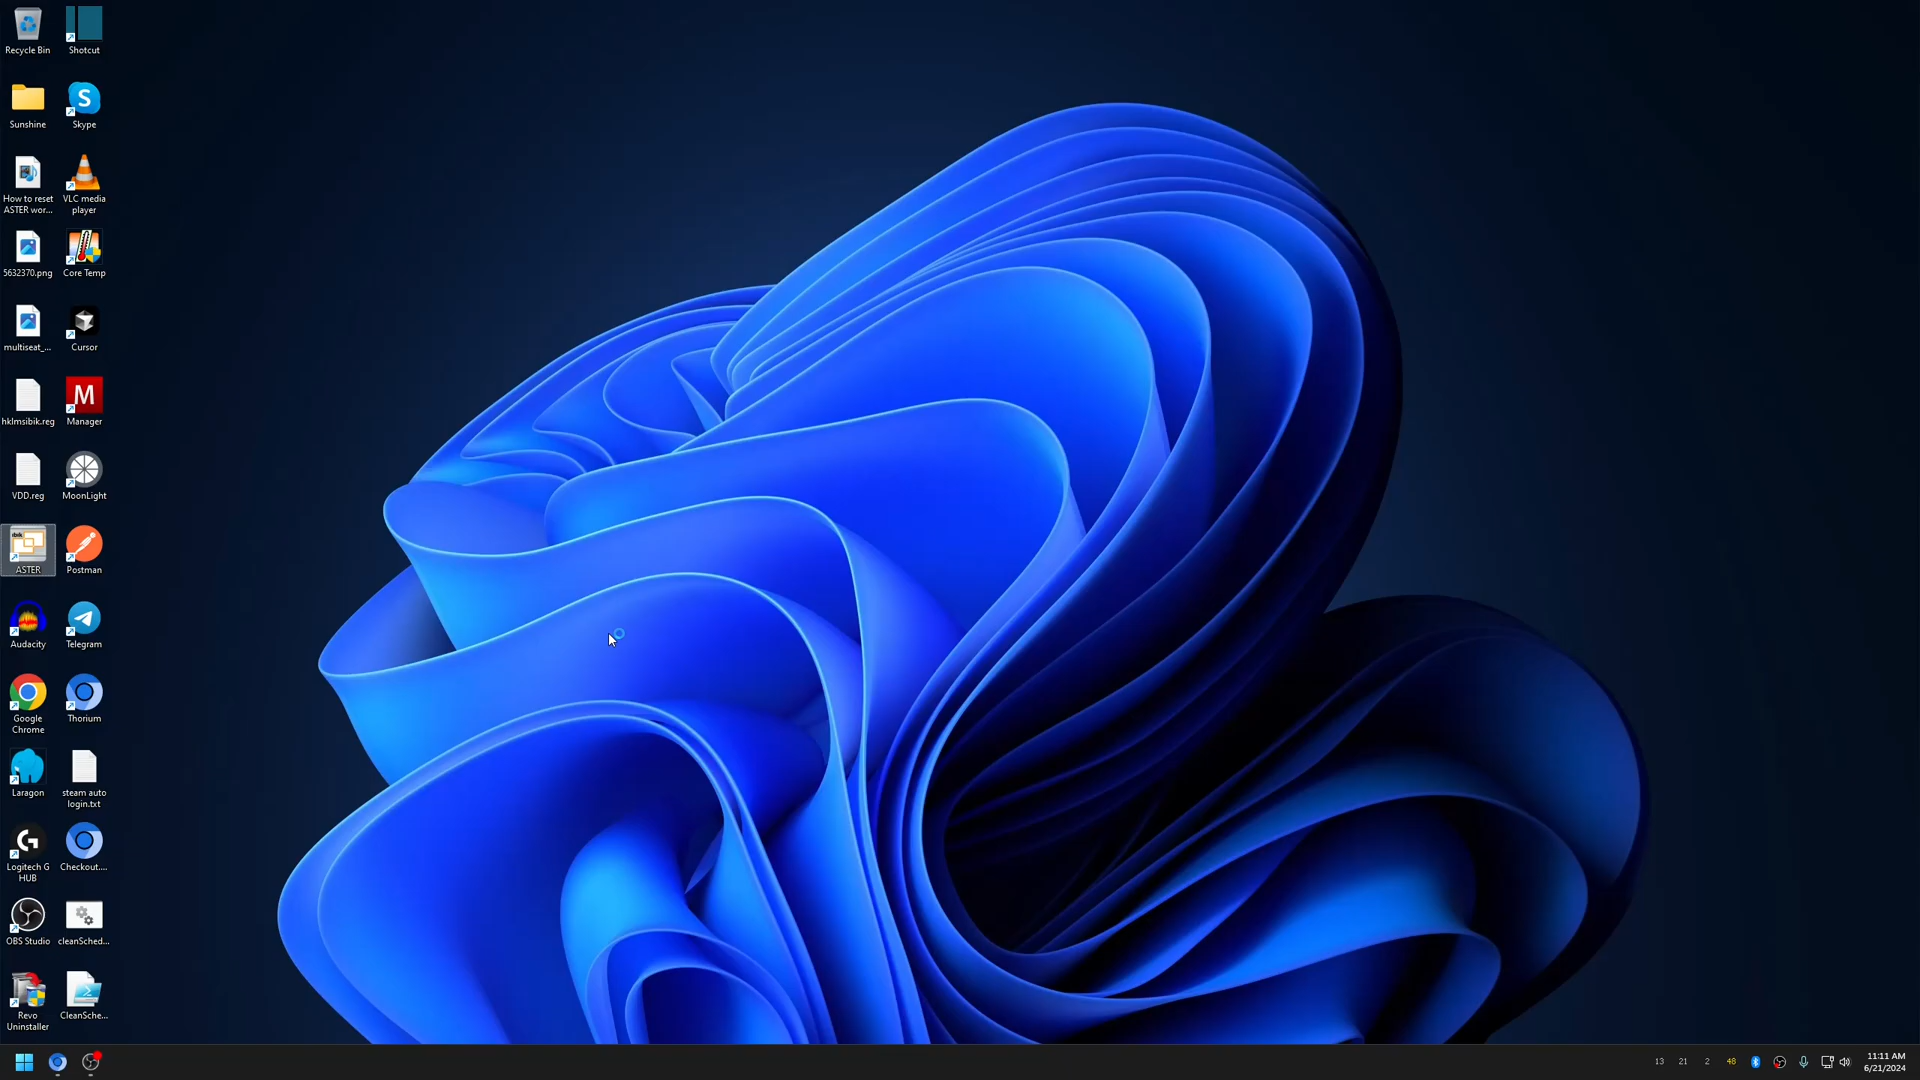 Recycle Bin
Shotcut
Sunshine
Skype
How to reset
ASTER wor...
VLC media
player
5632370.png
Core Temp
multiseat_...
Cursor
hklmsibik.reg
Manager
VDD.reg
MoonLight
ibik
ASTER
Postman
Audacity
Telegram
Google
Chrome
Thorium
Laragon
steam auto
login.txt
Logitech G
HUB
Checkout....
OBS Studio
cleanSched...
Revo
Uninstaller
CleanSche...
13 21 2 48
11:11 AM
6/21/2024